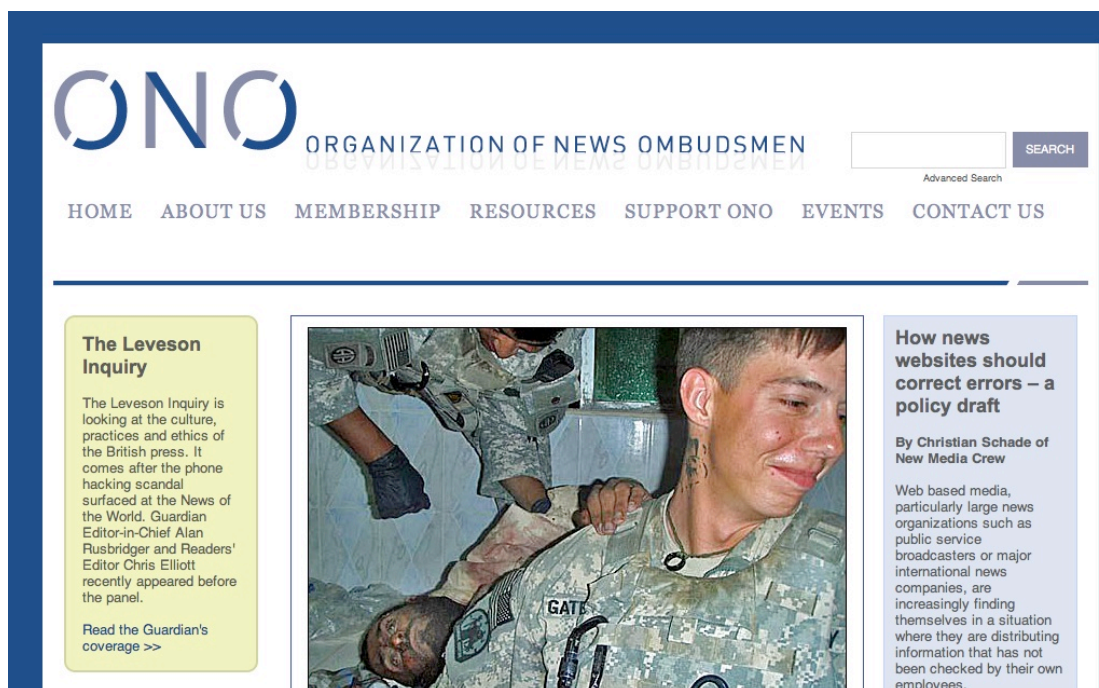 ONO
ORGANIZATION OF NEWS OMBUDSMEN
SEARCH
Advanced Search
HOME ABOUT US MEMBERSHIP RESOURCES SUPPORT ONO EVENTS CONTACT US
The Leveson
Inquiry
The Leveson Inquiry is
looking at the culture,
practices and ethics of
the British press. It
comes after the phone
hacking scandal
surfaced at the News of
the World. Guardian
Editor-in-Chief Alan
Rusbridger and Readers'
Editor Chris Elliott
recently appeared before
the panel.
Read the Guardian's
coverage >>
GATE
How news
websites should
correct errors – a
policy draft
By Christian Schade of
New Media Crew
Web based media,
particularly large news
organizations such as
public service
broadcasters or major
international news
companies, are
increasingly finding
themselves in a situation
where they are distributing
information that has not
been checked by their own
employees.